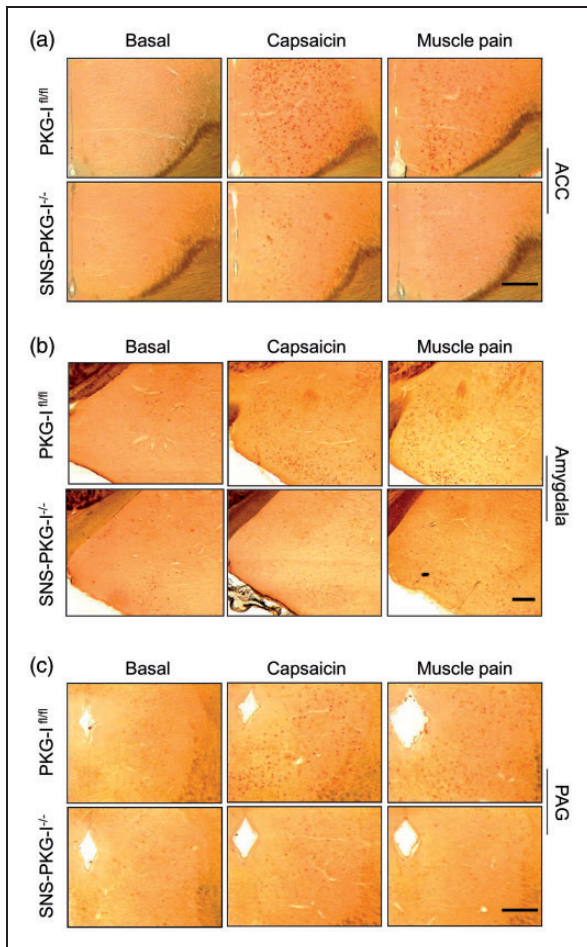 (a)
Basal Capsaicin Muscle pain
PKG-I fl/fl
SNS-PKG-I-/-
ACC
(b)
Basal Capsaicin Muscle pain
PKG-I fl/fl
SNS-PKG-I-/-
Amygdala
(c)
Basal Capsaicin Muscle pain
PKG-I fl/fl
SNS-PKG-I-/-
PAG